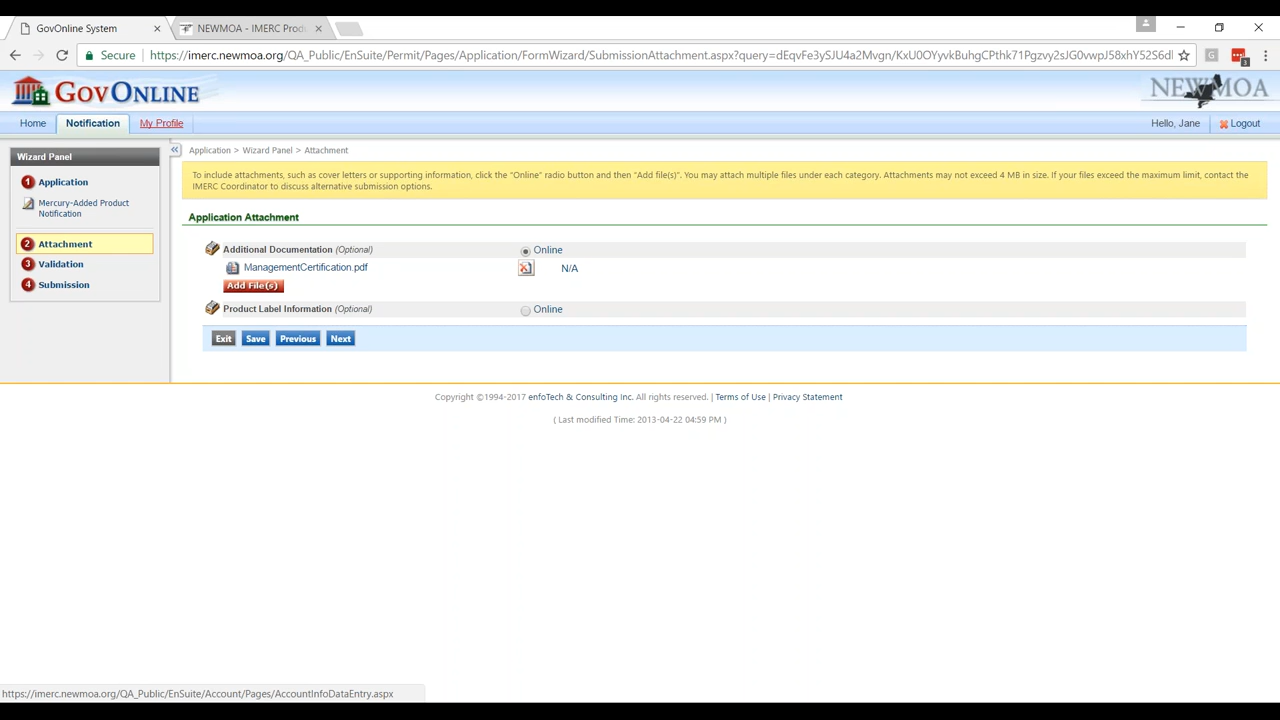 GovOnline System
NEWMOA - IMERC Prod
Secure
https://imerc.newmoa.org/QA_Public/EnSuite/Permit/Pages/Application/FormWizard/SubmissionAttachment.aspx?query=
3
GOVONLINE
NEWMOA
Home
Notification
My Profile
Hello, Jane
Logout
Wizard Panel
Application > Wizard Panel > Attachment
1 Application
Mercury-Added Product
Notification
2 Attachment
3 Validation
4 Submission
To include attachments, such as cover letters or supporting information, click the "Online" radio button and then "Add file(s)". You may attach multiple files under each category. Attachments may not exceed 4 MB in size. If your files exceed the maximum limit, contact the
IMERC Coordinator to discuss alternative submission options.
Application Attachment
Additional Documentation (Optional) Online
ManagementCertification.pdf N/A
Add File(s)
Product Label Information (Optional) Online
Exit Save Previous Next
Copyright ©1994-2017 enfoTech & Consulting Inc. All rights reserved. | Terms of Use | Privacy Statement
( Last modified Time: 2013-04-22 04:59 PM )
https://imerc.newmoa.org/QA_Public/EnSuite/Account/Pages/AccountInfoDataEntry.aspx